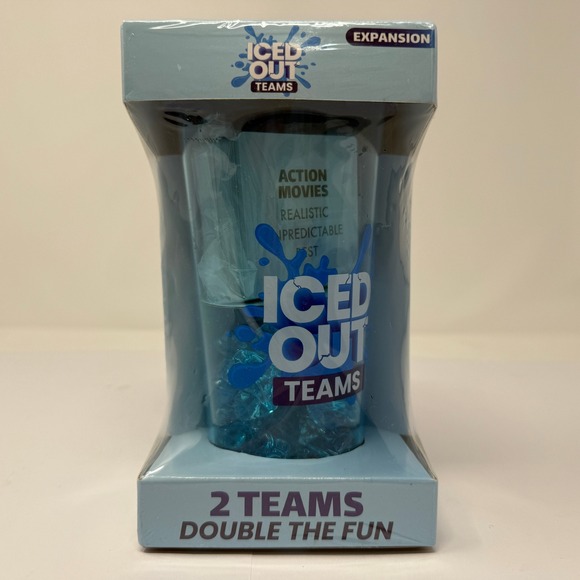 ICED
OUT
TEAMS
EXPANSION
ACTION
MOVIES
REALISTIC
ICED
OUT
TEAMS
2 TEAMS
DOUBLE THE FUN